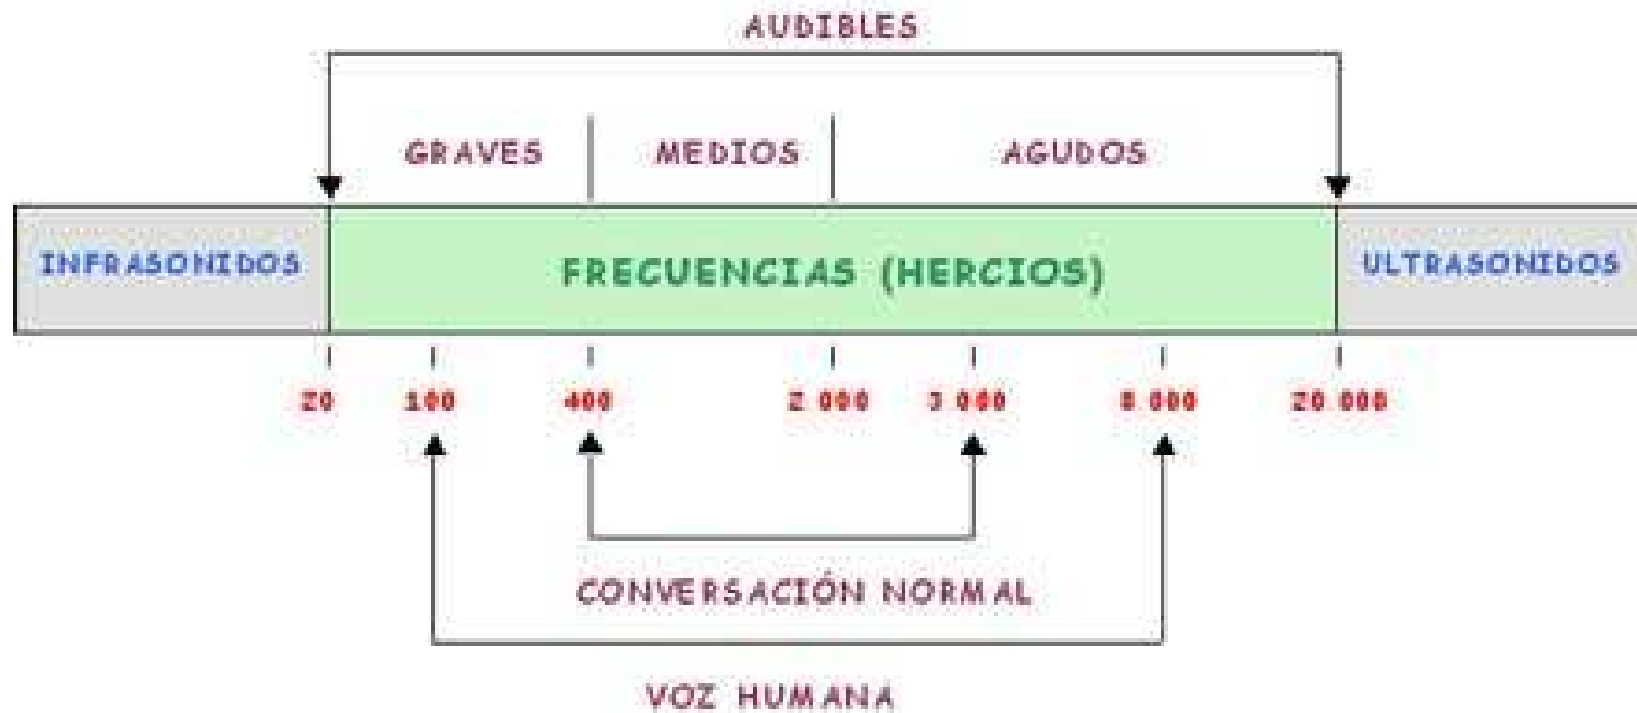 AUDIBLES
GRAVES MEDIOS AGUDOS
INFRASONIDOS FRECUENCIAS (HERCIOS) ULTRASONIDOS
20 100 400 2.000 3.000 8.000 20.000
CONVERSACIÓN NORMAL
VOZ HUMANA